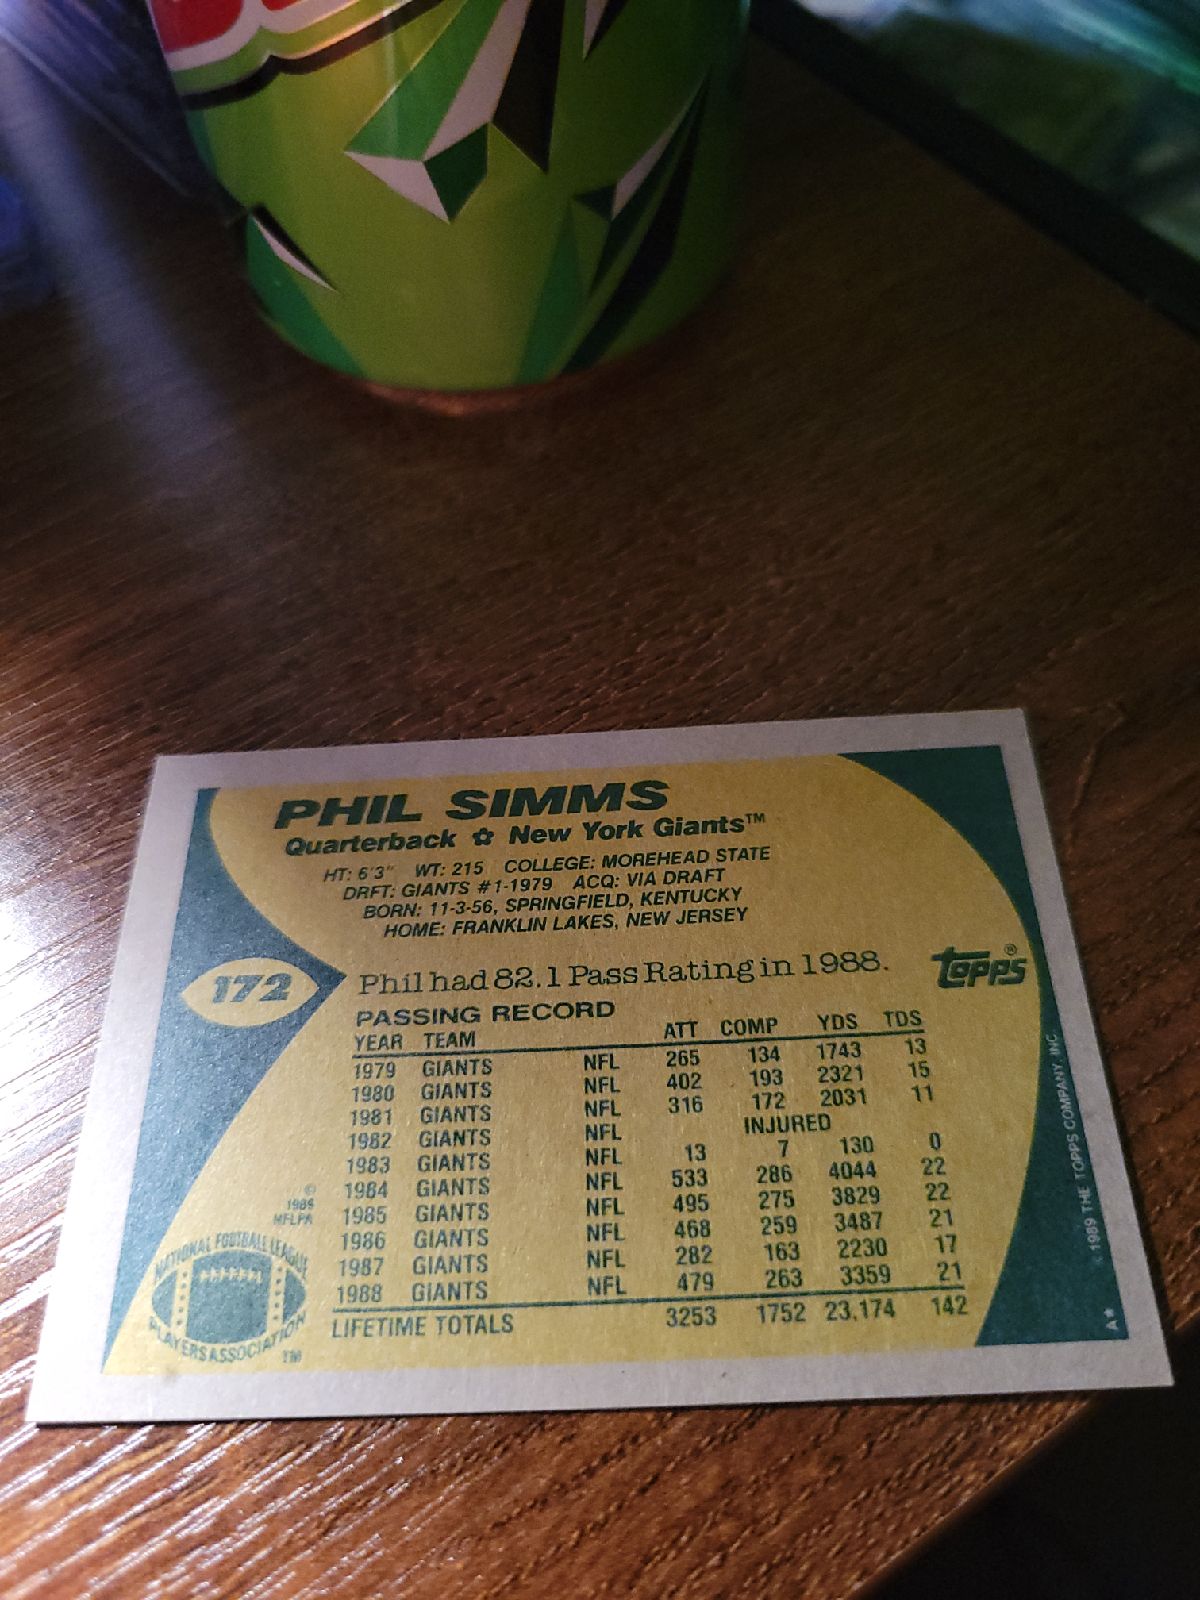 PHIL SIMMS
Quarterback ✿ New York Giants™
HT: 6'3" WT: 215 COLLEGE: MOREHEAD STATE
DRFT: GIANTS #1-1979 ACQ: VIA DRAFT
BORN: 11-3-56, SPRINGFIELD, KENTUCKY
HOME: FRANKLIN LAKES, NEW JERSEY
172
Phil had 82.1 Pass Rating in 1988.
topps®
PASSING RECORD
YEAR TEAM ATT COMP YDS TDS
1979 GIANTS NFL 265 134 1743 13
1980 GIANTS NFL 402 193 2321 15
1981 GIANTS NFL 316 172 2031 11
1982 GIANTS NFL INJURED
1983 GIANTS NFL 13 7 130 0
1984 GIANTS NFL 533 286 4044 22
1985 GIANTS NFL 495 275 3829 22
1986 GIANTS NFL 468 259 3487 21
1987 GIANTS NFL 282 163 2230 17
1988 GIANTS NFL 479 263 3359 21
LIFETIME TOTALS 3253 1752 23,174 142
©
1989
NFLPA
NATIONAL FOOTBALL LEAGUE
PLAYERS ASSOCIATION
TM
1989 THE TOPPS COMPANY, INC.
A*